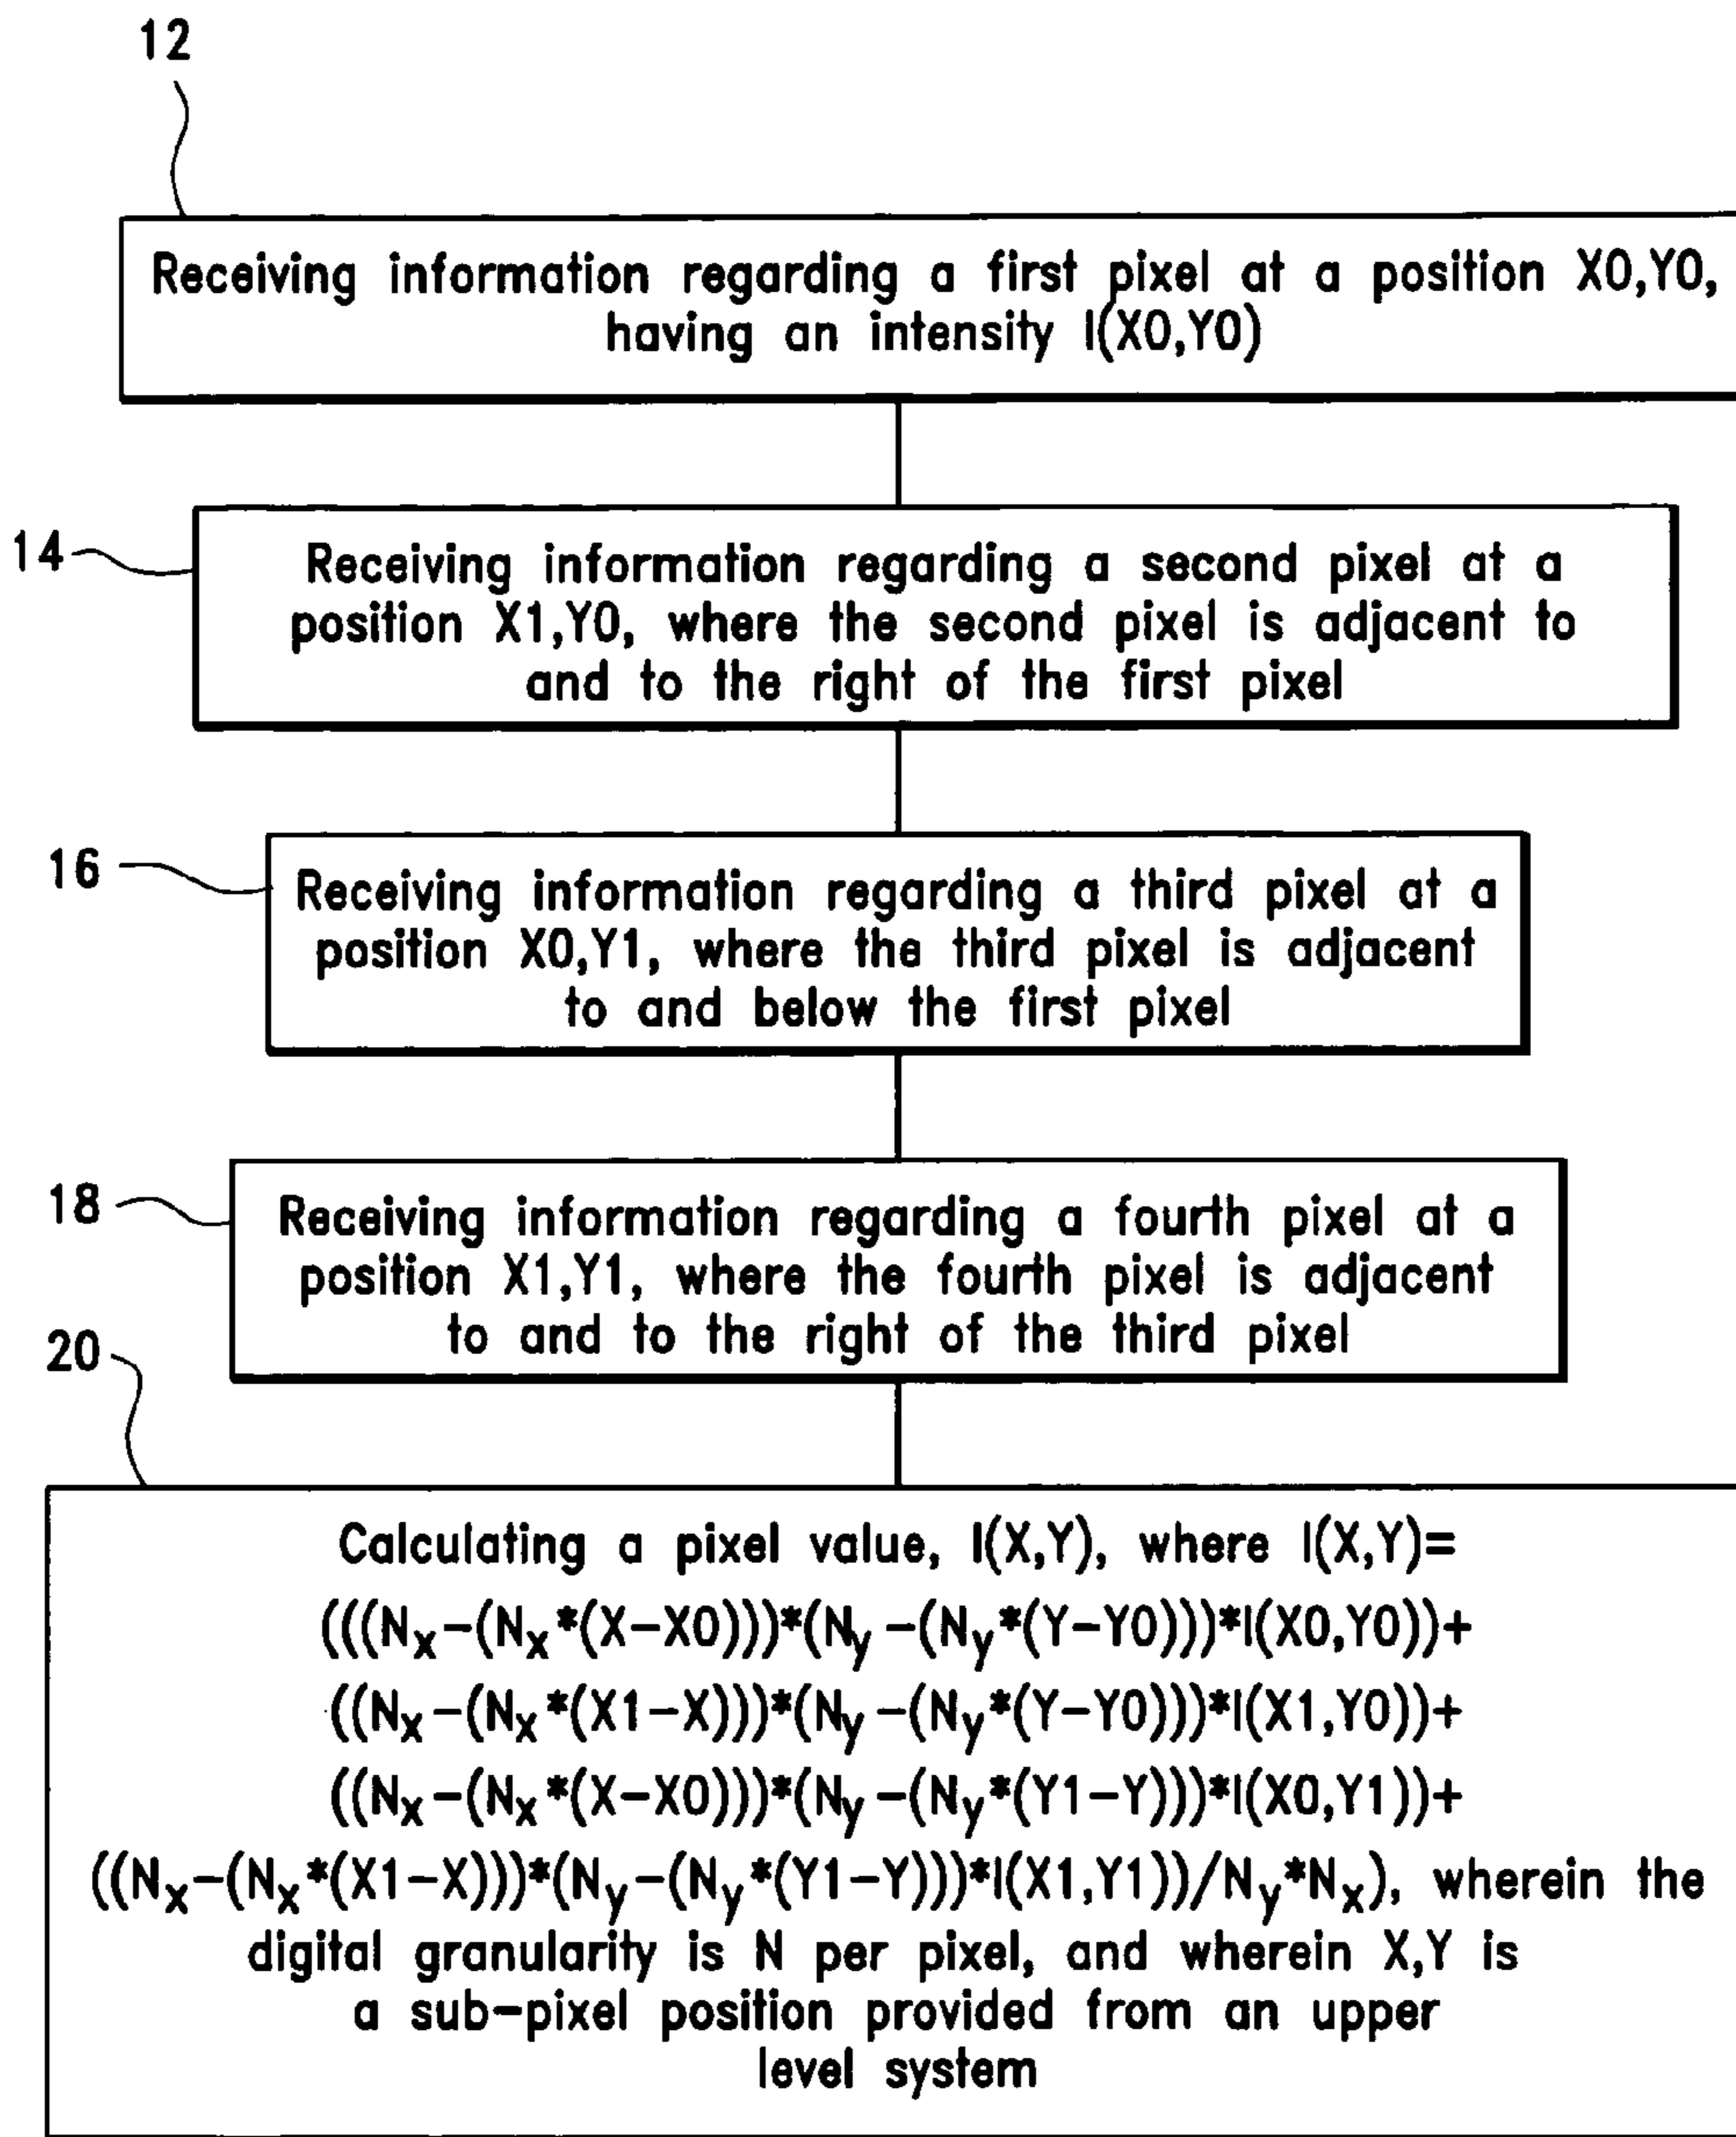 12
Receiving information regarding a first pixel at a position X0,Y0,
having an intensity I(X0,Y0)
14
Receiving information regarding a second pixel at a
position X1,Y0, where the second pixel is adjacent to
and to the right of the first pixel
16
Receiving information regarding a third pixel at a
position X0,Y1, where the third pixel is adjacent
to and below the first pixel
18
Receiving information regarding a fourth pixel at a
position X1,Y1, where the fourth pixel is adjacent
to and to the right of the third pixel
20
Calculating a pixel value, I(X,Y), where I(X,Y)=
(((Nx-(Nx*(X-X0)))*(Ny-(Ny*(Y-Y0)))*I(X0,Y0))+
((Nx-(Nx*(X1-X)))*(Ny-(Ny*(Y-Y0)))*I(X1,Y0))+
((Nx-(Nx*(X-X0)))*(Ny-(Ny*(Y1-Y)))*I(X0,Y1))+
((Nx-(Nx*(X1-X)))*(Ny-(Ny*(Y1-Y)))*I(X1,Y1))/Ny*Nx), wherein the
digital granularity is N per pixel, and wherein X,Y is
a sub-pixel position provided from an upper
level system